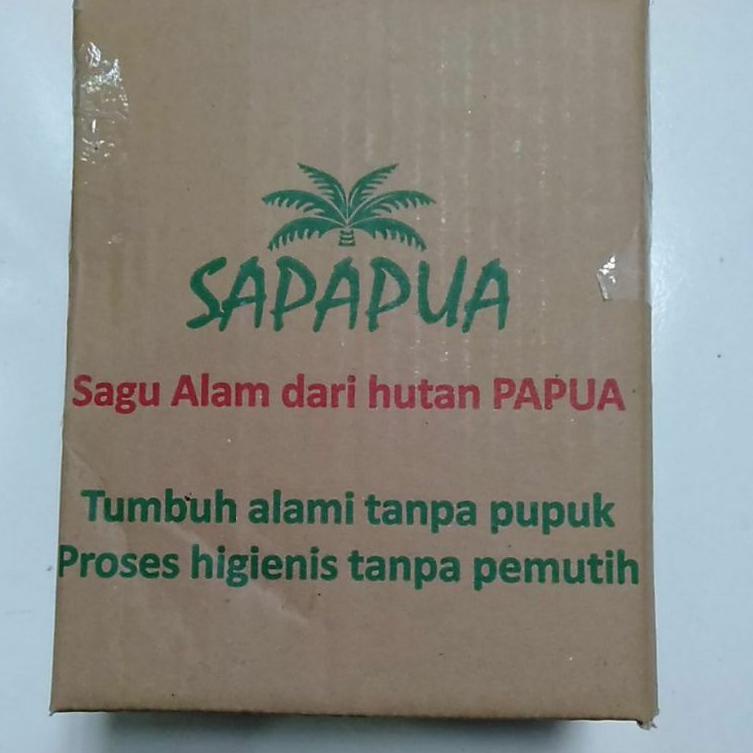 SAPAPUA
Sagu Alam dari hutan PAPUA
Tumbuh alami tanpa pupuk
Proses higienis tanpa pemutih